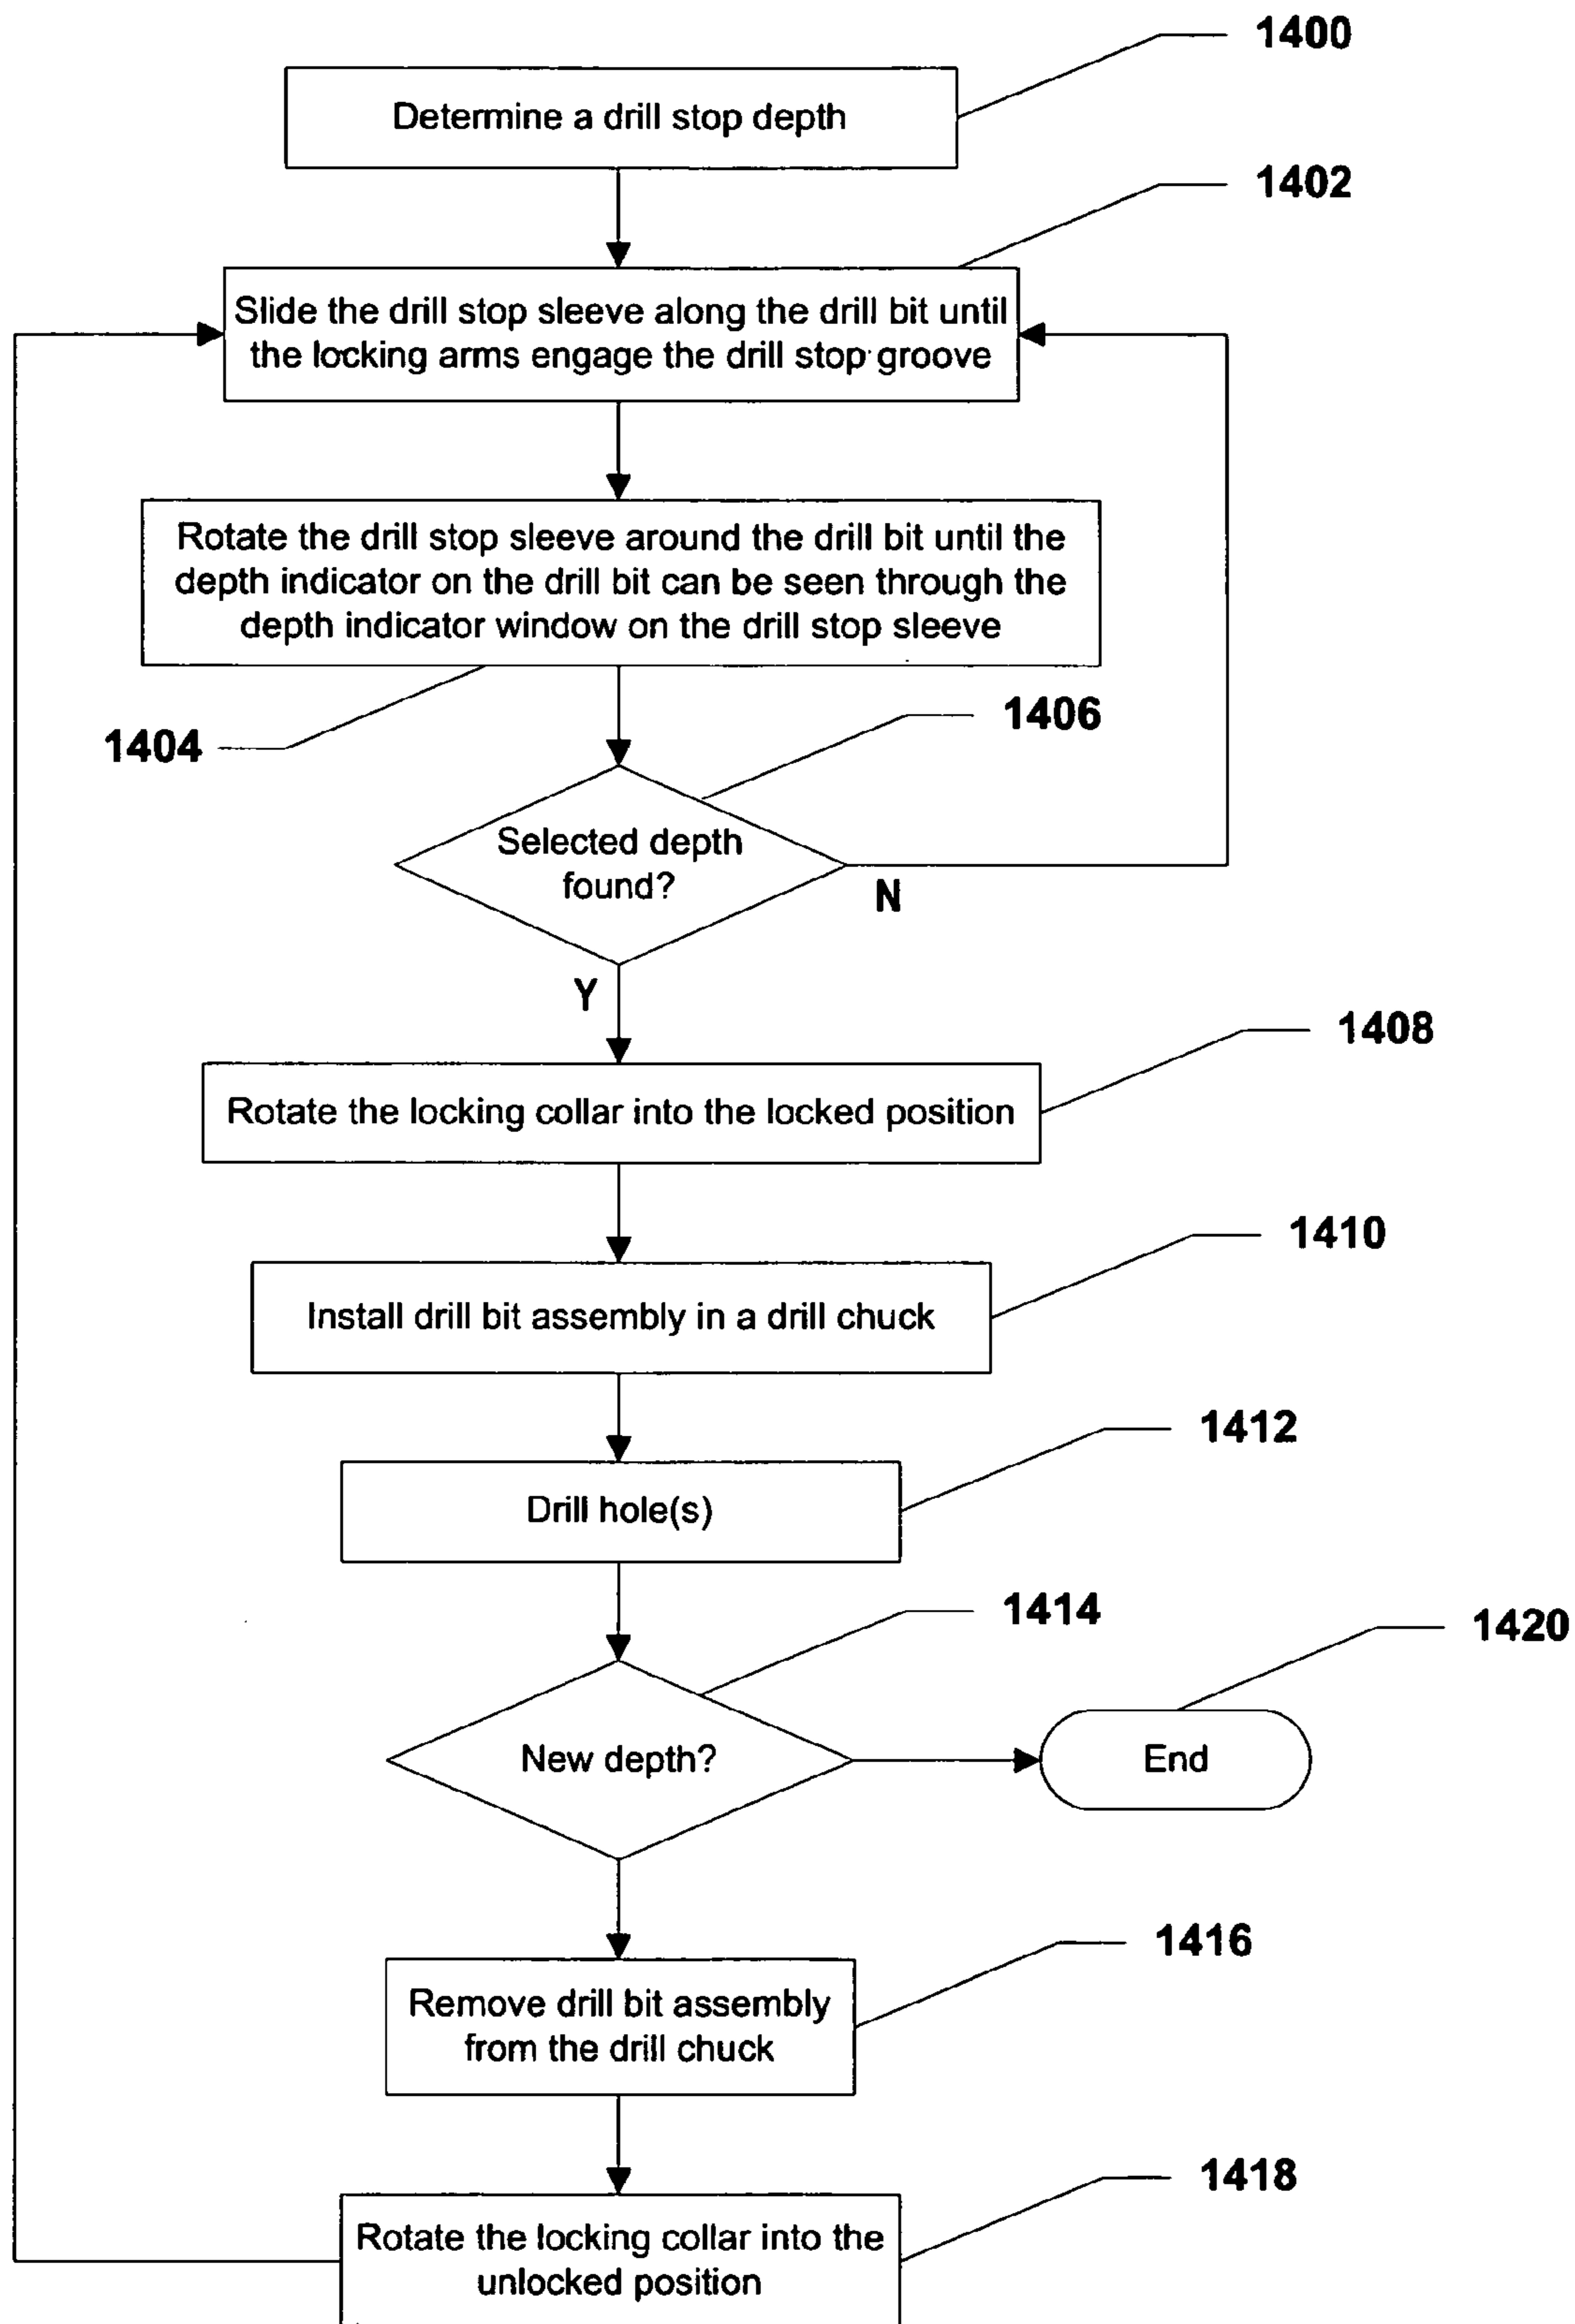 1400
Determine a drill stop depth
1402
Slide the drill stop sleeve along the drill bit until
the locking arms engage the drill stop groove
Rotate the drill stop sleeve around the drill bit until the
depth indicator on the drill bit can be seen through the
depth indicator window on the drill stop sleeve
1404
1406
Selected depth
found?
N
Y
1408
Rotate the locking collar into the locked position
1410
Install drill bit assembly in a drill chuck
1412
Drill hole(s)
1414
1420
New depth?
End
1416
Remove drill bit assembly
from the drill chuck
1418
Rotate the locking collar into the
unlocked position